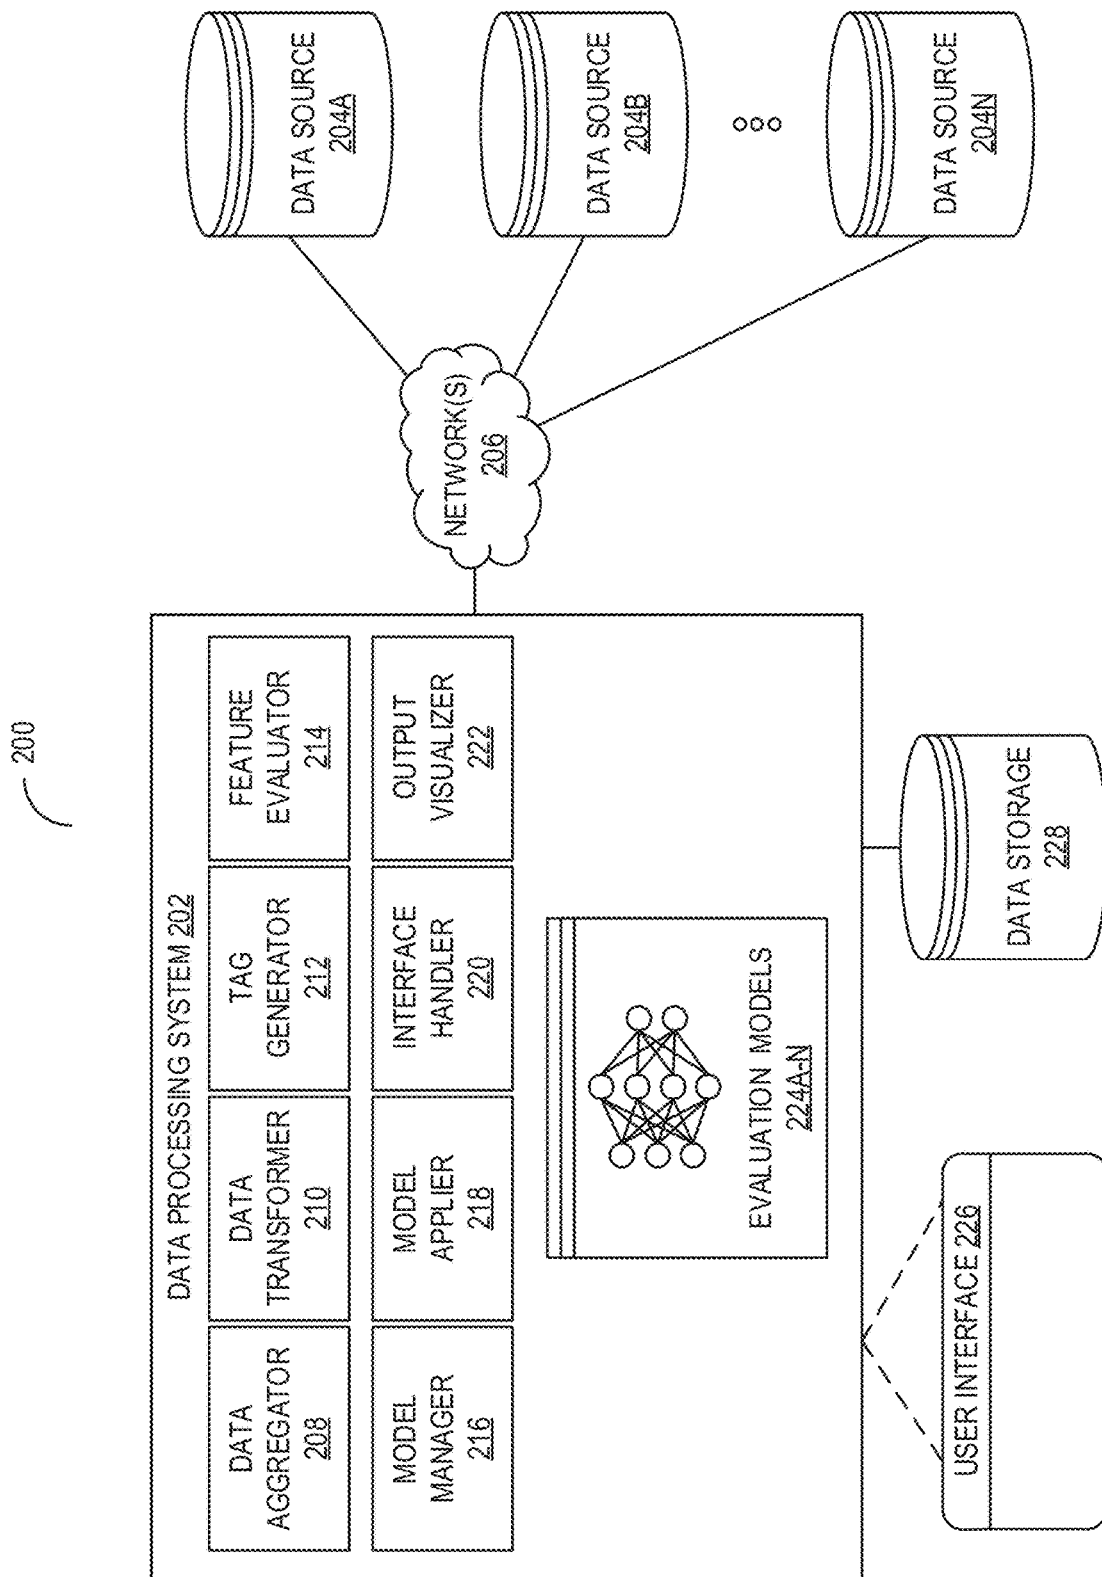 200
DATA PROCESSING SYSTEM 202
DATA
AGGREGATOR
208
DATA
TRANSFORMER
210
TAG
GENERATOR
212
FEATURE
EVALUATOR
214
MODEL
MANAGER
216
MODEL
APPLIER
218
INTERFACE
HANDLER
220
OUTPUT
VISUALIZER
222
EVALUATION MODELS
224A-N
NETWORK(S)
206
DATA SOURCE
204A
DATA SOURCE
204B
DATA SOURCE
204N
USER INTERFACE 226
DATA STORAGE
228